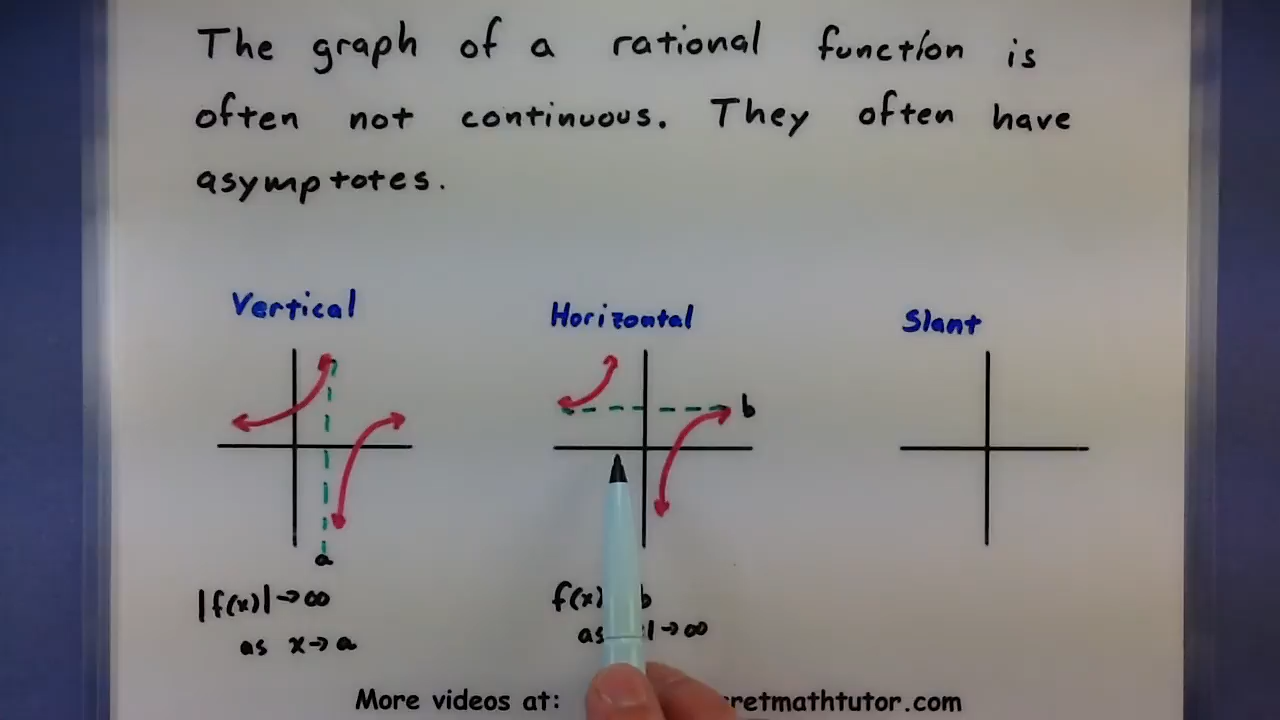 The graph of a rational function is
often not continuous. They often have
asymptotes.
Vertical Horizontal Slant
b
a
|f(x)|→∞ f(x) b
as x→a as |→∞
More videos at: retmathtutor.com